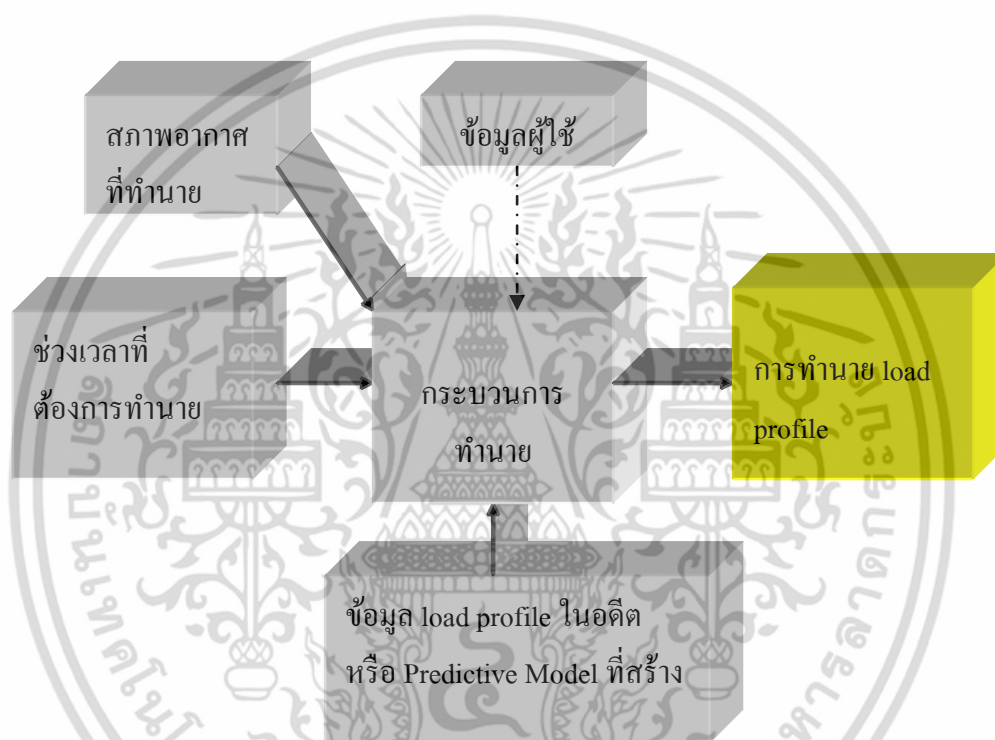 สภาพอากาศ
ที่ทำนาย
ข้อมูลผู้ใช้
ช่วงเวลาที่
ต้องการทำนาย
กระบวนการ
ทำนาย
การทำนาย load
profile
ข้อมูล load profile ในอดีต
หรือ Predictive Model ที่สร้าง